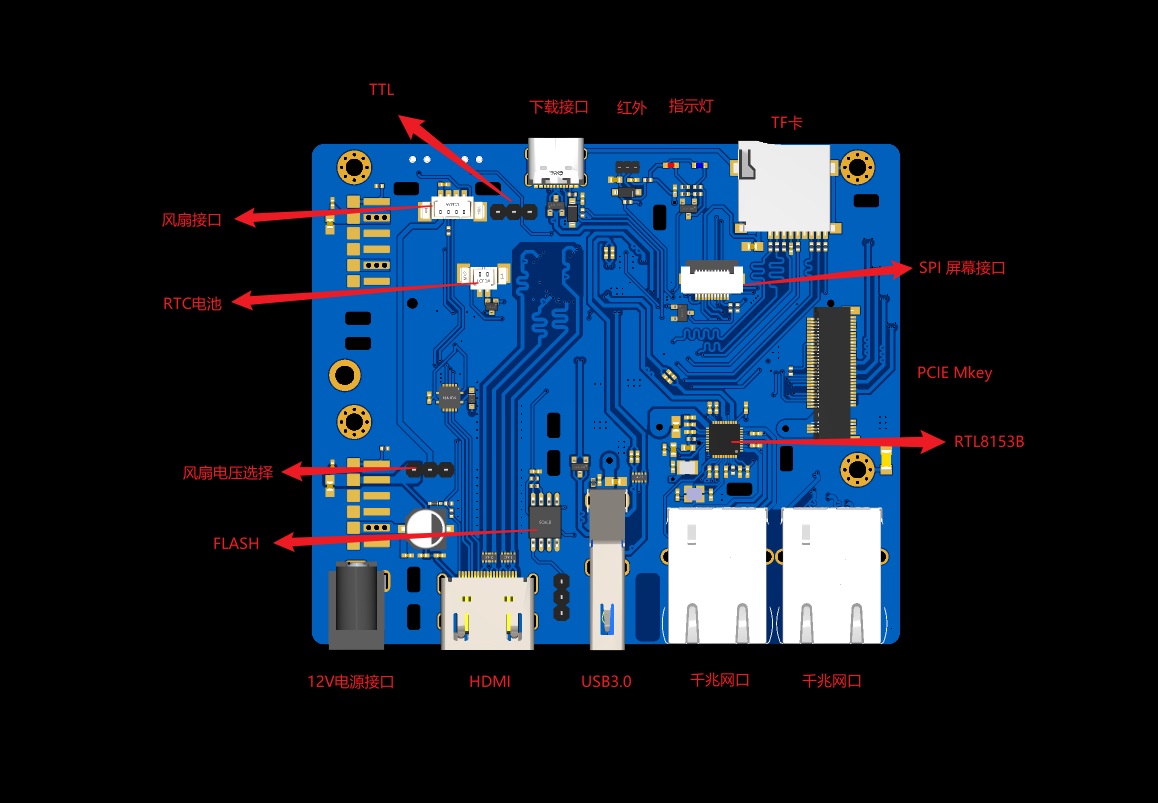 TTL
下载接口
红外
指示灯
TF卡
风扇接口
SPI 屏幕接口
RTC电池
PCIE Mkey
RTL8153B
风扇电压选择
FLASH
12V电源接口
HDMI
USB3.0
千兆网口
千兆网口